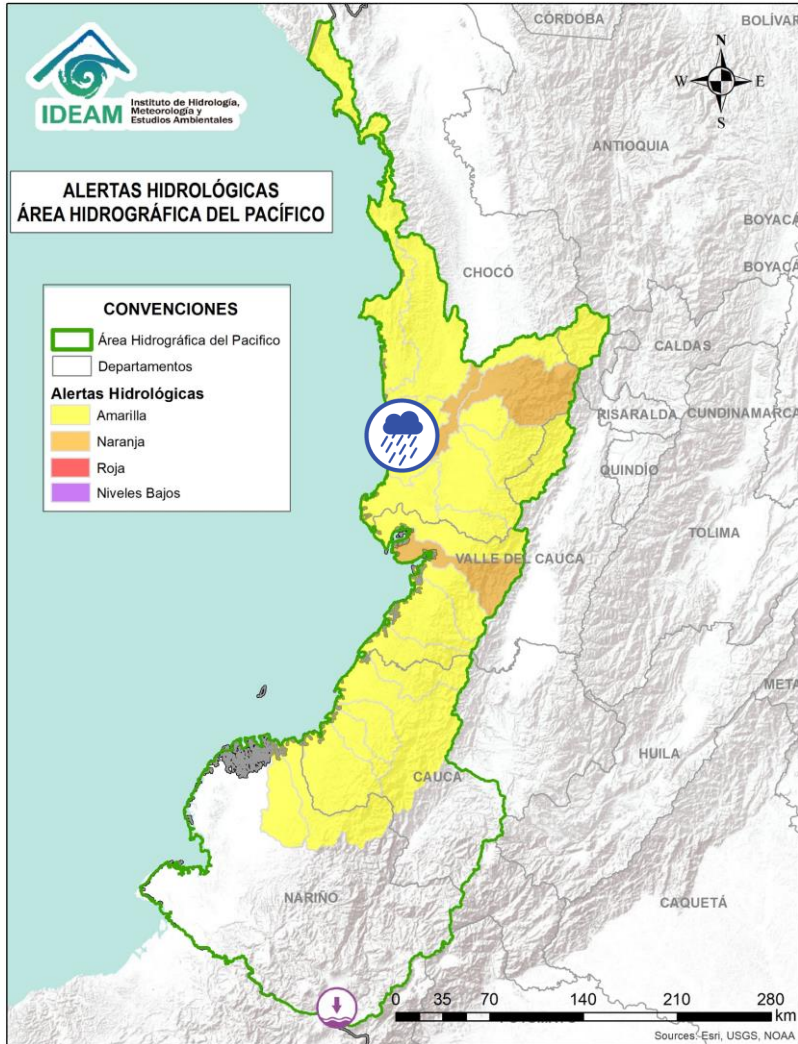 CÓRDOBA
BOLÍVAR
N
W
E
S
IDEAM
Instituto de Hidrología,
Meteorología y
Estudios Ambientales
ANTIOQUIA
ALERTAS HIDROLÓGICAS
ÁREA HIDROGRÁFICA DEL PACÍFICO
BOYACÁ
BOYACÁ
CHOCÓ
CONVENCIONES
Área Hidrográfica del Pacífico
Departamentos
Alertas Hidrológicas
Amarilla
Naranja
Roja
Niveles Bajos
CALDAS
RISARALDA
CUNDINAMARCA
QUINDÍO
TOLIMA
VALLE DEL CAUCA
META
HUILA
CAUCA
NARIÑO
CAQUETÁ
0 35 70 140 210 280
km
Sources: Esri, USGS, NOAA